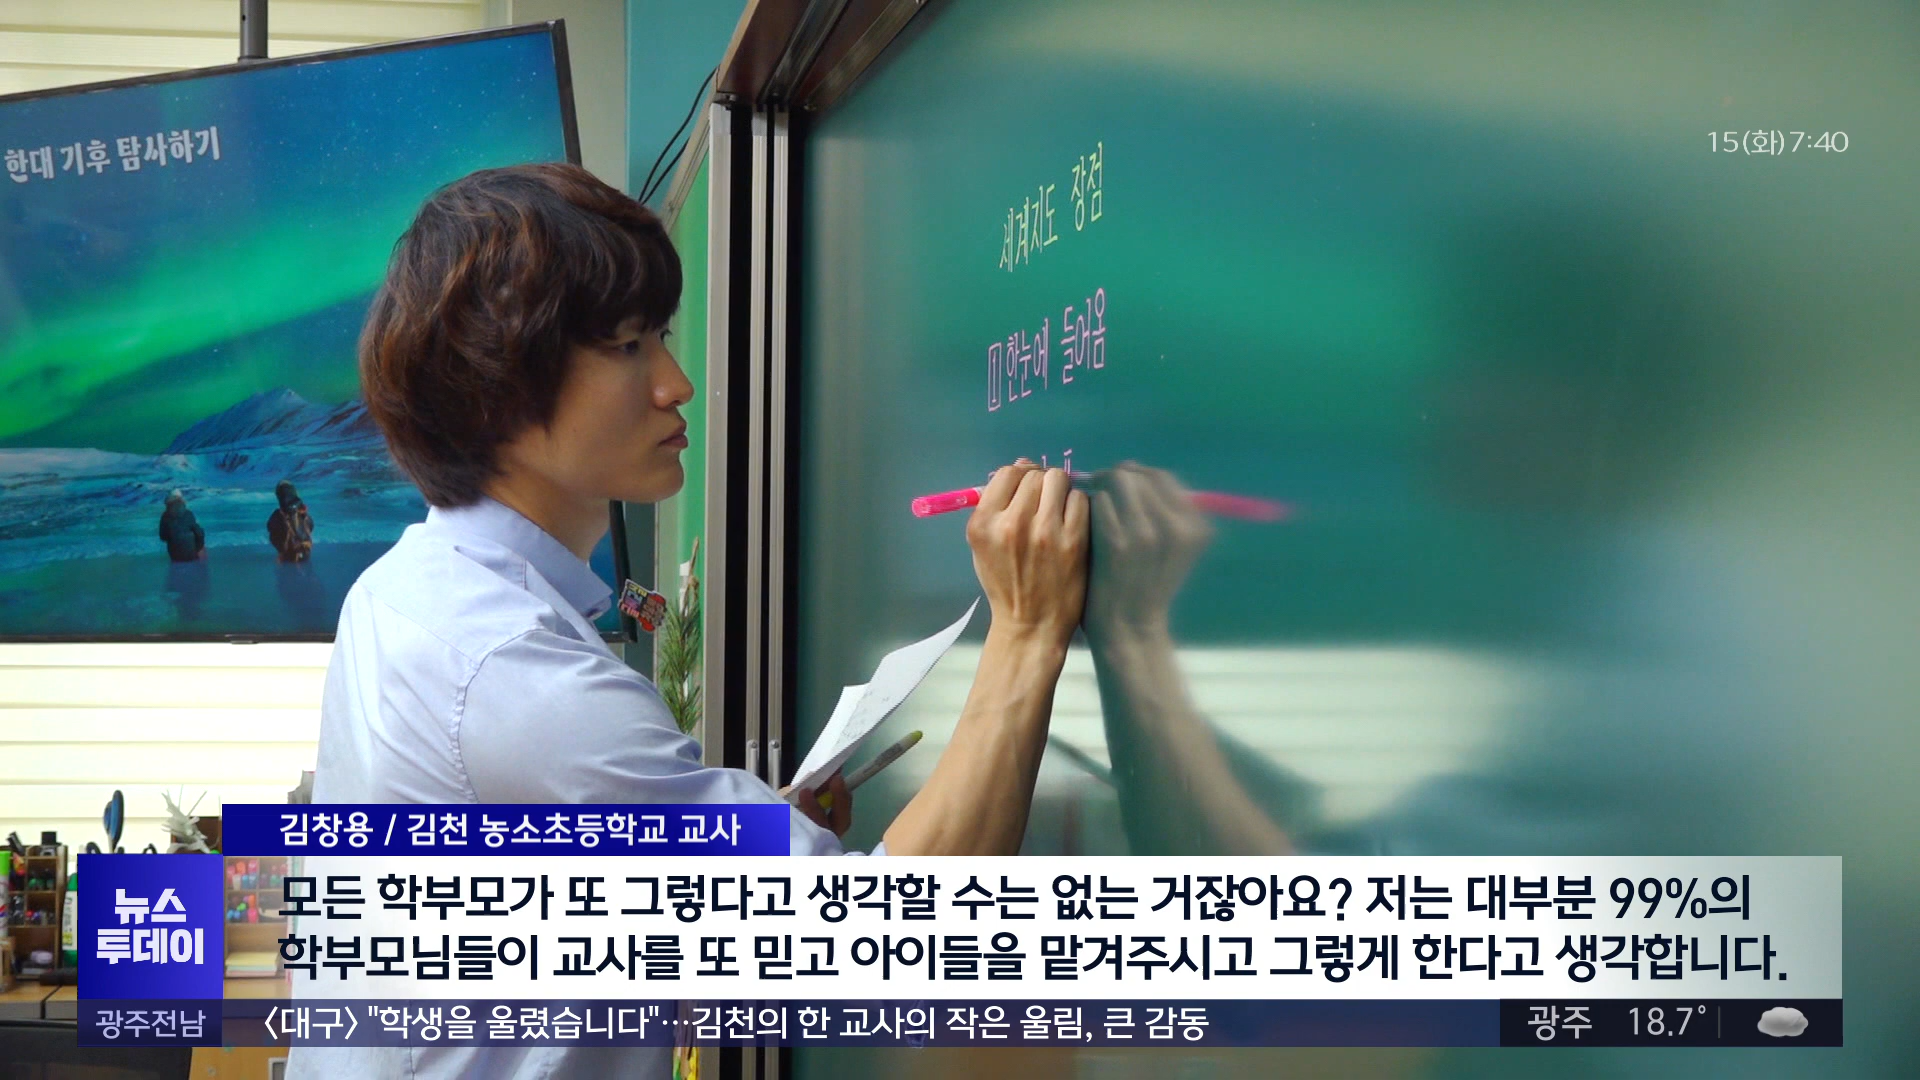 한대 기후 탐사하기
15(화)7:40
세계지도 장점
1 한눈에 들어옴
김창용 / 김천 농소초등학교 교사
뉴스
투데이
모든 학부모가 또 그렇다고 생각할 수는 없는 거잖아요? 저는 대부분 99%의
학부모님들이 교사를 또 믿고 아이들을 맡겨주시고 그렇게 한다고 생각합니다.
광주전남
<대구> "학생을 울렸습니다"…김천의 한 교사의 작은 울림, 큰 감동
광주 18.7°